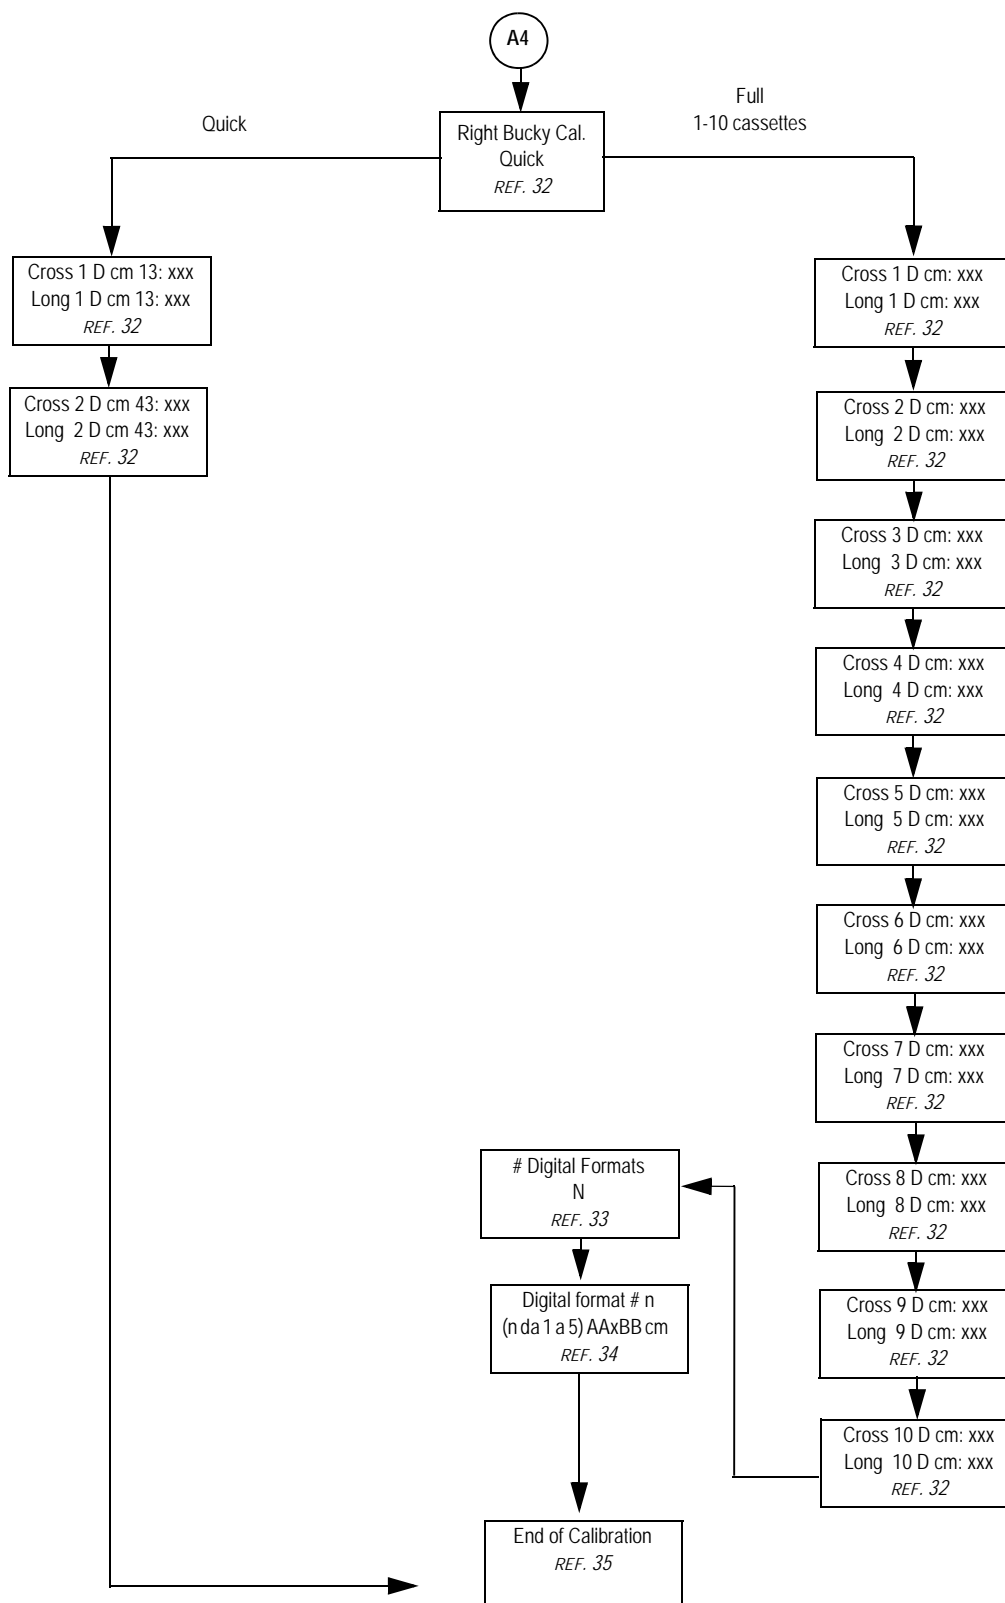 A4
Quick
Full
1-10 cassettes
Right Bucky Cal.
Quick
REF. 32
Cross 1 D cm 13: xxx
Long 1 D cm 13: xxx
REF. 32
Cross 2 D cm 43: xxx
Long 2 D cm 43: xxx
REF. 32
Cross 1 D cm: xxx
Long 1 D cm: xxx
REF. 32
Cross 2 D cm: xxx
Long 2 D cm: xxx
REF. 32
Cross 3 D cm: xxx
Long 3 D cm: xxx
REF. 32
Cross 4 D cm: xxx
Long 4 D cm: xxx
REF. 32
Cross 5 D cm: xxx
Long 5 D cm: xxx
REF. 32
Cross 6 D cm: xxx
Long 6 D cm: xxx
REF. 32
Cross 7 D cm: xxx
Long 7 D cm: xxx
REF. 32
Cross 8 D cm: xxx
Long 8 D cm: xxx
REF. 32
Cross 9 D cm: xxx
Long 9 D cm: xxx
REF. 32
Cross 10 D cm: xxx
Long 10 D cm: xxx
REF. 32
# Digital Formats
N
REF. 33
Digital format # n
(n da 1 a 5) AAxBB cm
REF. 34
End of Calibration
REF. 35